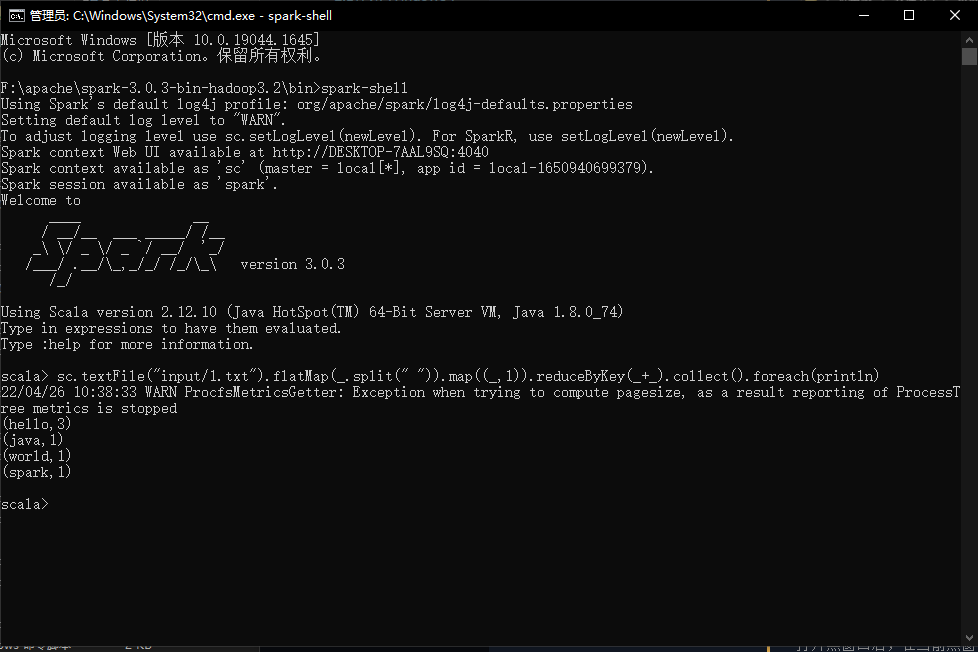 管理员: C:\Windows\System32\cmd.exe - spark-shell
Microsoft Windows [版本 10.0.19044.1645]
(c) Microsoft Corporation。保留所有权利。
F:\apache\spark-3.0.3-bin-hadoop3.2\bin>spark-shell
Using Spark's default log4j profile: org/apache/spark/log4j-defaults.properties
Setting default log level to "WARN".
To adjust logging level use sc.setLogLevel(newLevel). For SparkR, use setLogLevel(newLevel).
Spark context Web UI available at http://DESKTOP-7AAL9SQ:4040
Spark context available as 'sc' (master = local[*], app id = local-1650940699379).
Spark session available as 'spark'.
Welcome to
Spark version 3.0.3
Using Scala version 2.12.10 (Java HotSpot(TM) 64-Bit Server VM, Java 1.8.0_74)
Type in expressions to have them evaluated.
Type :help for more information.
scala> sc.textFile("input/1.txt").flatMap(_.split(" ")).map((_,1)).reduceByKey(_+_).collect().foreach(println)
22/04/26 10:38:33 WARN ProcfsMetricsGetter: Exception when trying to compute pagesize, as a result reporting of ProcessT
ree metrics is stopped
(hello,3)
(java,1)
(world,1)
(spark,1)
scala>